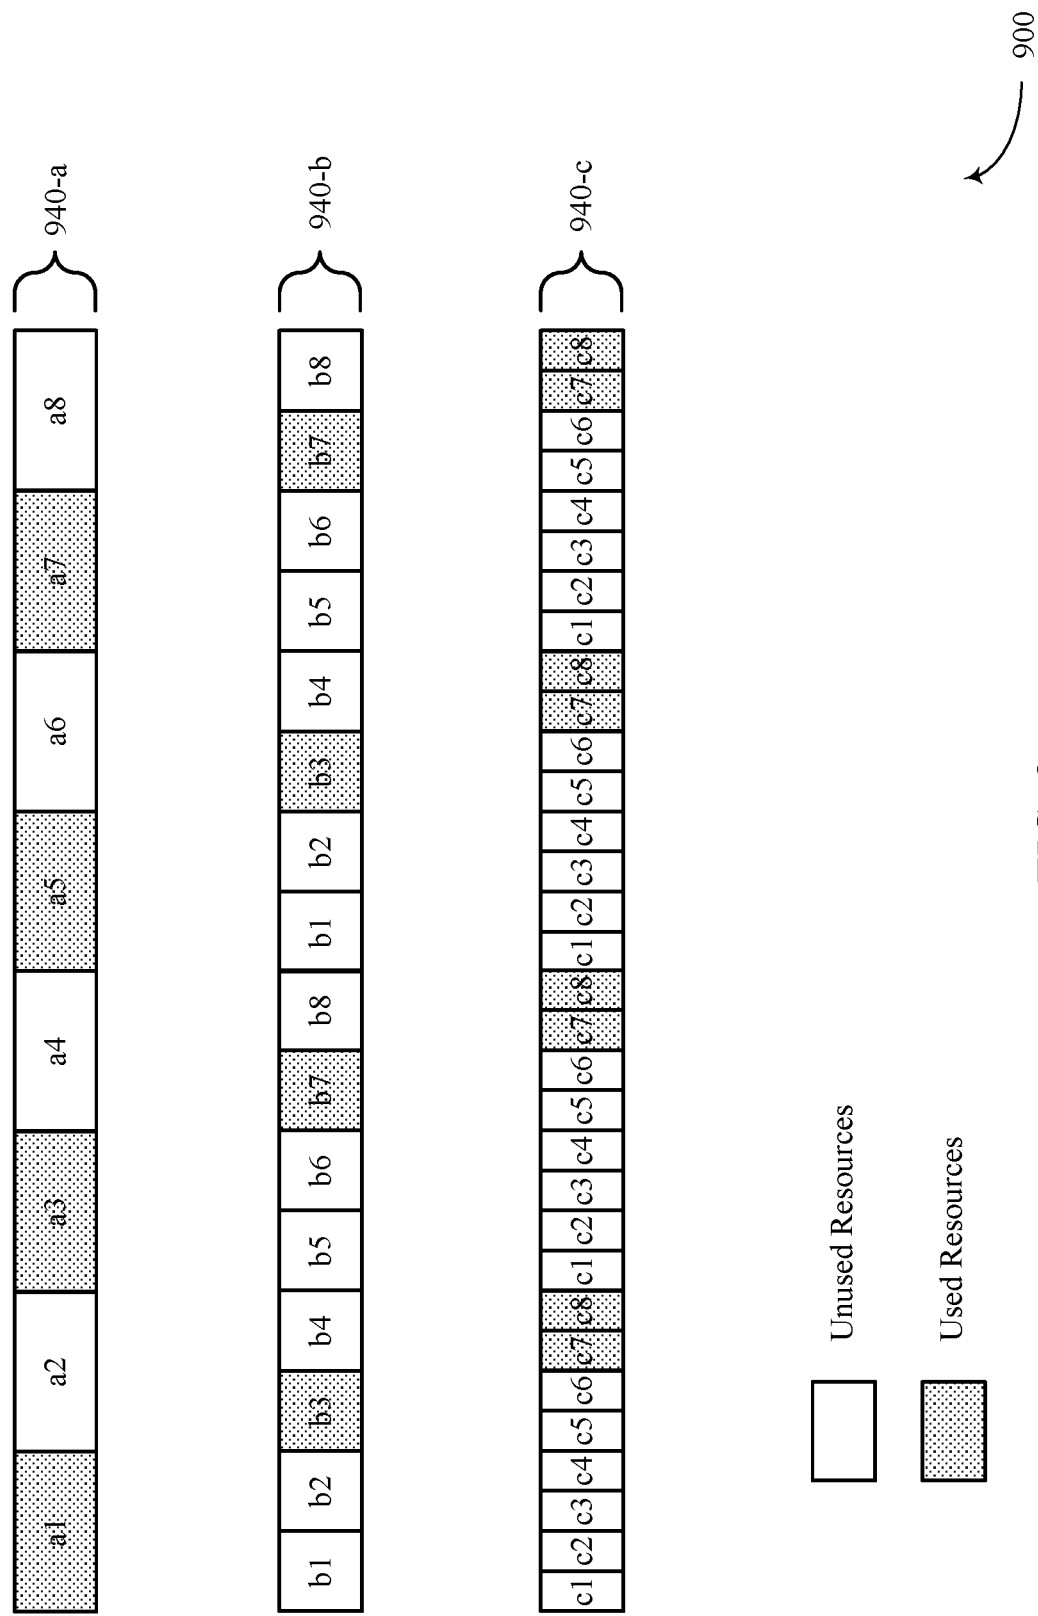 a1 a2 a3 a4 a5 a6 a7 a8 940-a
b1 b2 b3 b4 b5 b6 b7 b8 b1 b2 b3 b4 b5 b6 b7 b8 940-b
c1 c2 c3 c4 c5 c6 c7 c8 c1 c2 c3 c4 c5 c6 c7 c8 c1 c2 c3 c4 c5 c6 c7 c8 c1 c2 c3 c4 c5 c6 c7 c8 940-c
Unused Resources
Used Resources
900